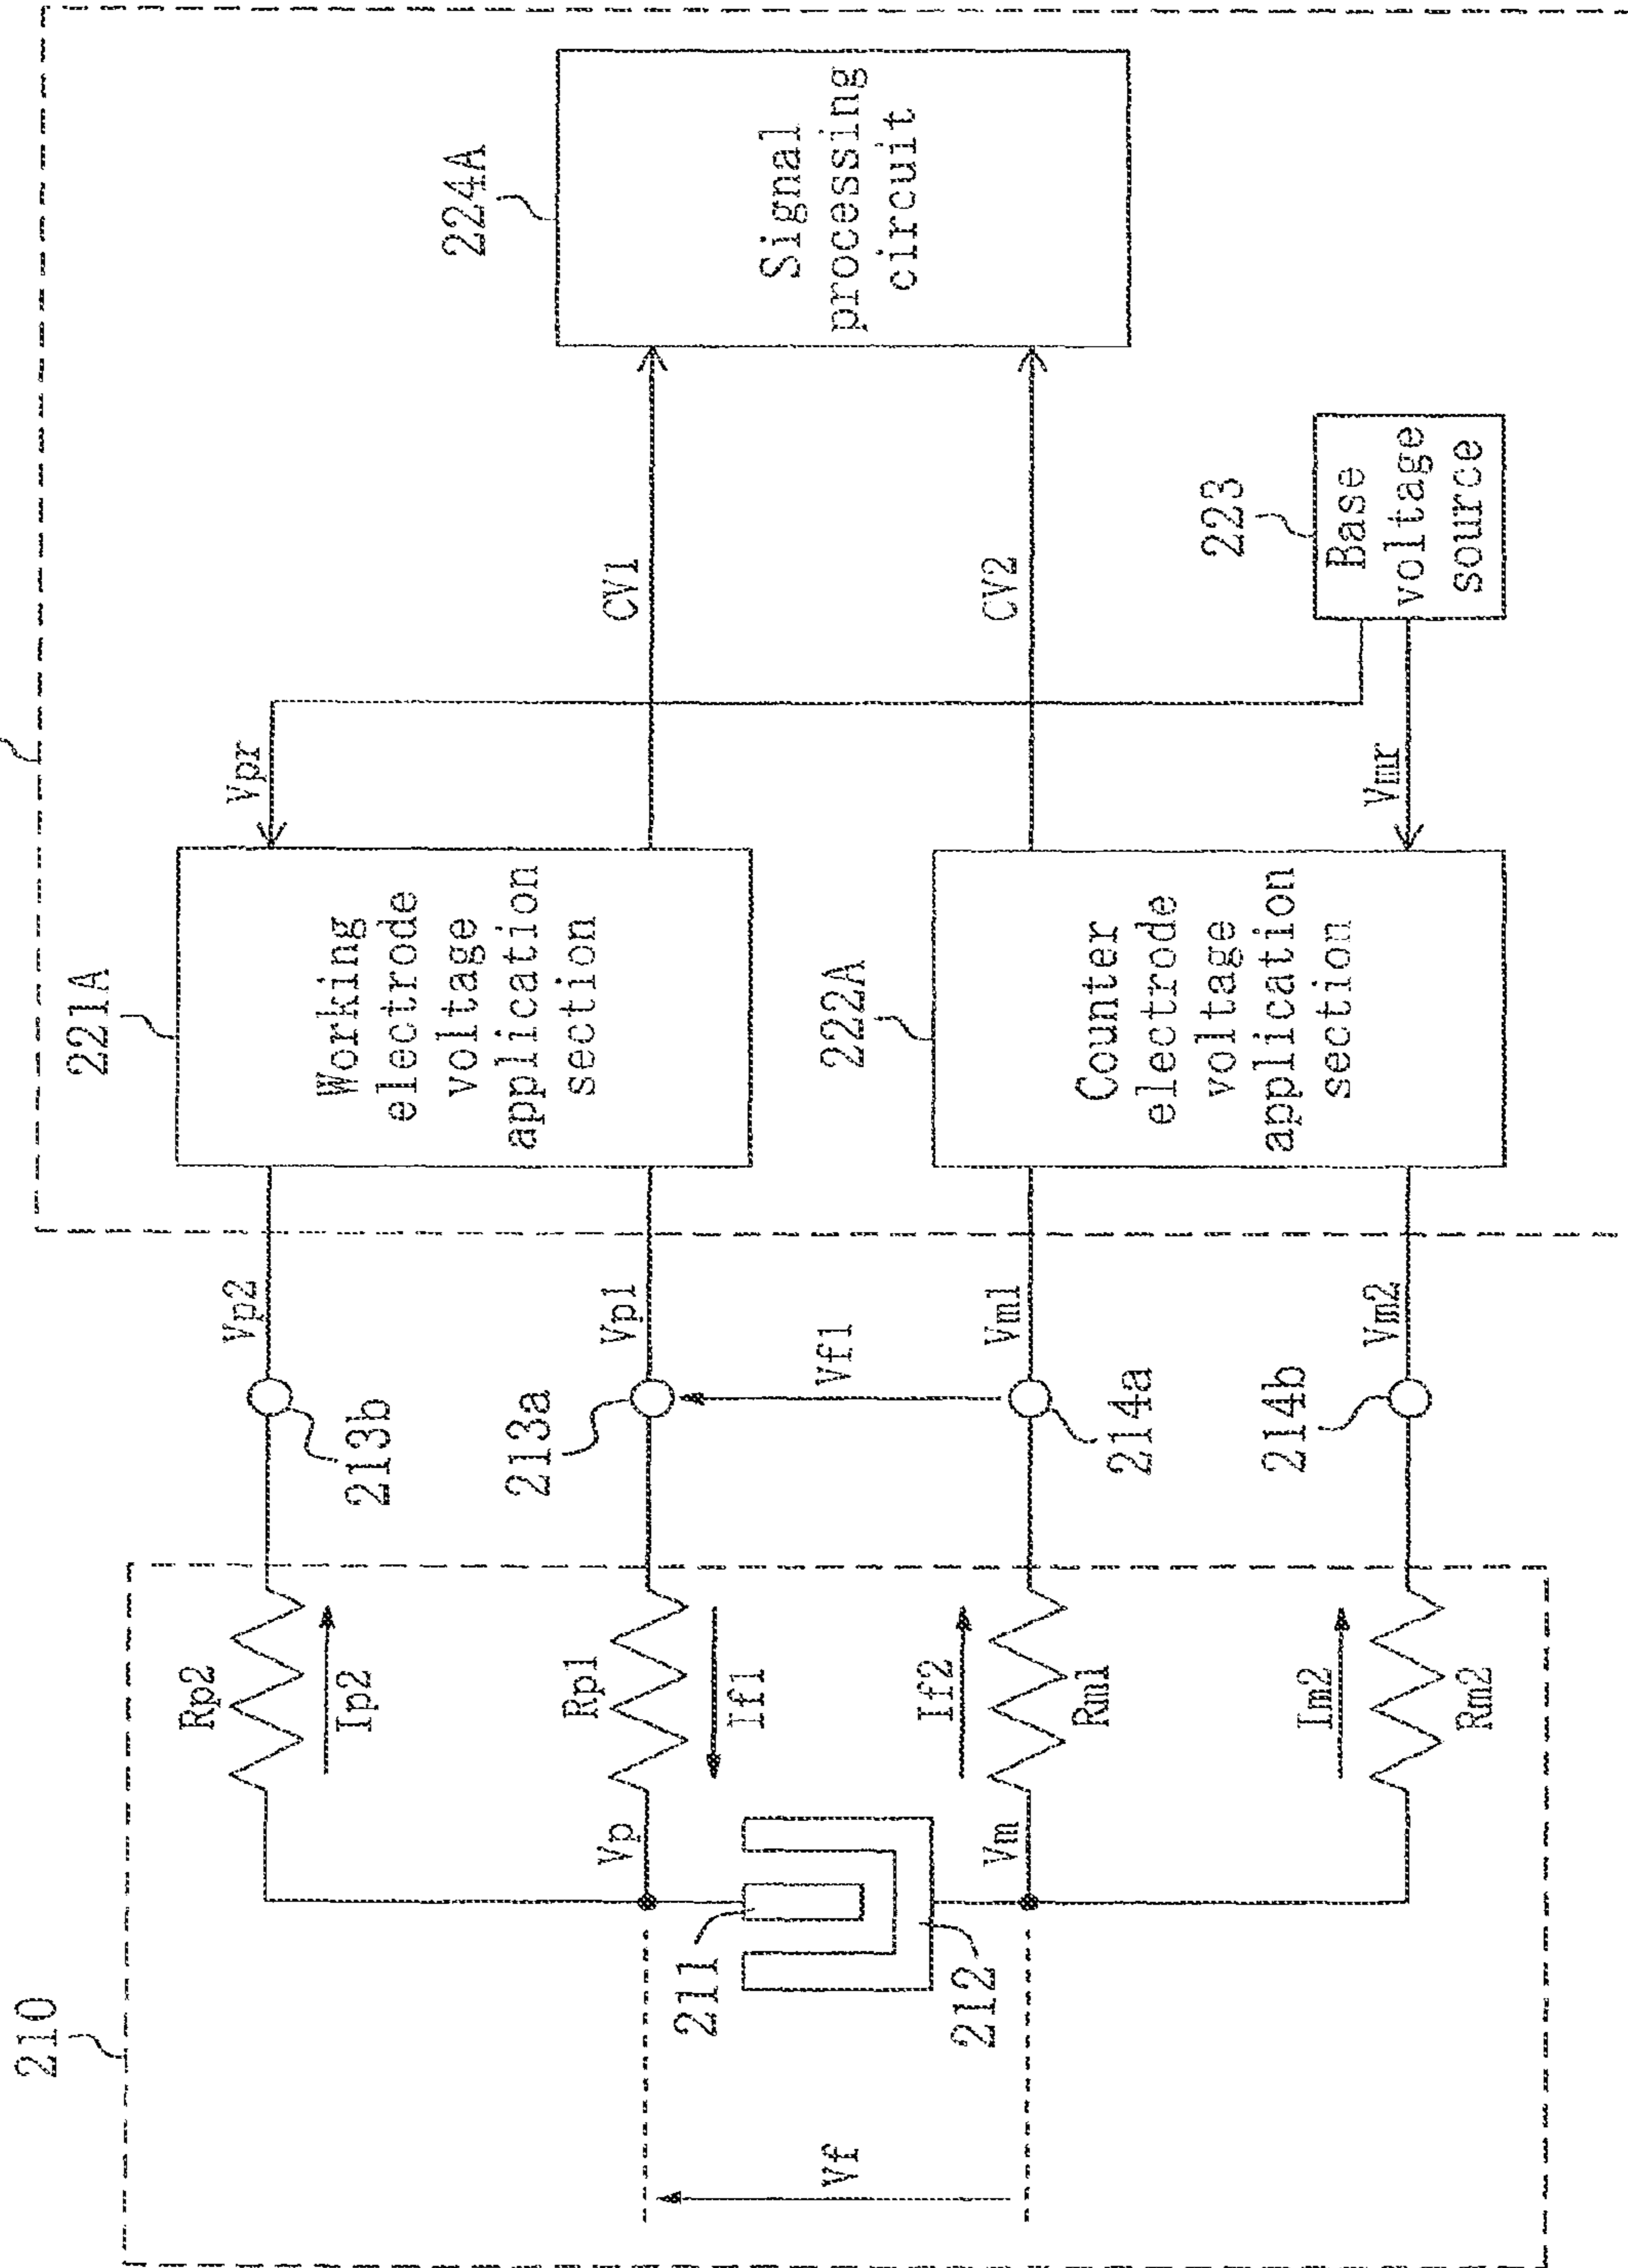 210
Vf
211
212
Vp
Vm
Rp2
Ip2
Rp1
If1
If2
Rm1
Im2
Rm2
213b
213a
214a
214b
Vp2
Vp1
Vf1
Vm1
Vm2
221A
Working
electrode
voltage
application
section
222A
Counter
electrode
voltage
application
section
Vpr
Vmr
CV1
CV2
223
Base
voltage
source
224A
Signal
processing
circuit